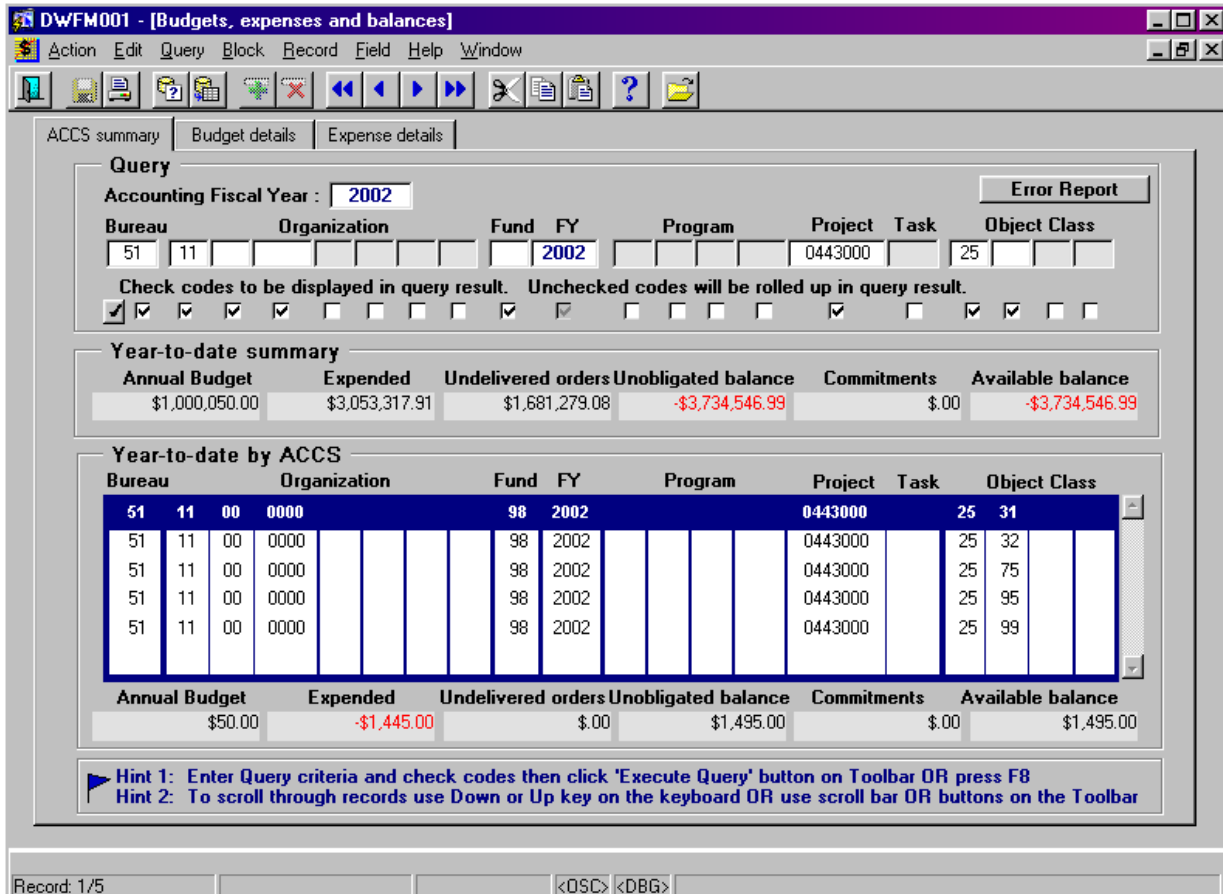 DWFM001 - [Budgets, expenses and balances]
Action Edit Query Block Record Field Help Window
ACCS summary Budget details Expense details
Query
Accounting Fiscal Year : 2002 Error Report
Bureau Organization Fund FY Program Project Task Object Class
51 11 2002 0443000 25
Check codes to be displayed in query result. Unchecked codes will be rolled up in query result.
Year-to-date summary
Annual Budget Expended Undelivered orders Unobligated balance Commitments Available balance
$1,000,050.00 $3,053,317.91 $1,681,279.08 -$3,734,546.99 $.00 -$3,734,546.99
Year-to-date by ACCS
Bureau Organization Fund FY Program Project Task Object Class
51 11 00 0000 98 2002 0443000 25 31
51 11 00 0000 98 2002 0443000 25 32
51 11 00 0000 98 2002 0443000 25 75
51 11 00 0000 98 2002 0443000 25 95
51 11 00 0000 98 2002 0443000 25 99
Annual Budget Expended Undelivered orders Unobligated balance Commitments Available balance
$50.00 -$1,445.00 $.00 $1,495.00 $.00 $1,495.00
Hint 1: Enter Query criteria and check codes then click 'Execute Query' button on Toolbar OR press F8
Hint 2: To scroll through records use Down or Up key on the keyboard OR use scroll bar OR buttons on the Toolbar
Record: 1/5 <OSC> <DBG>